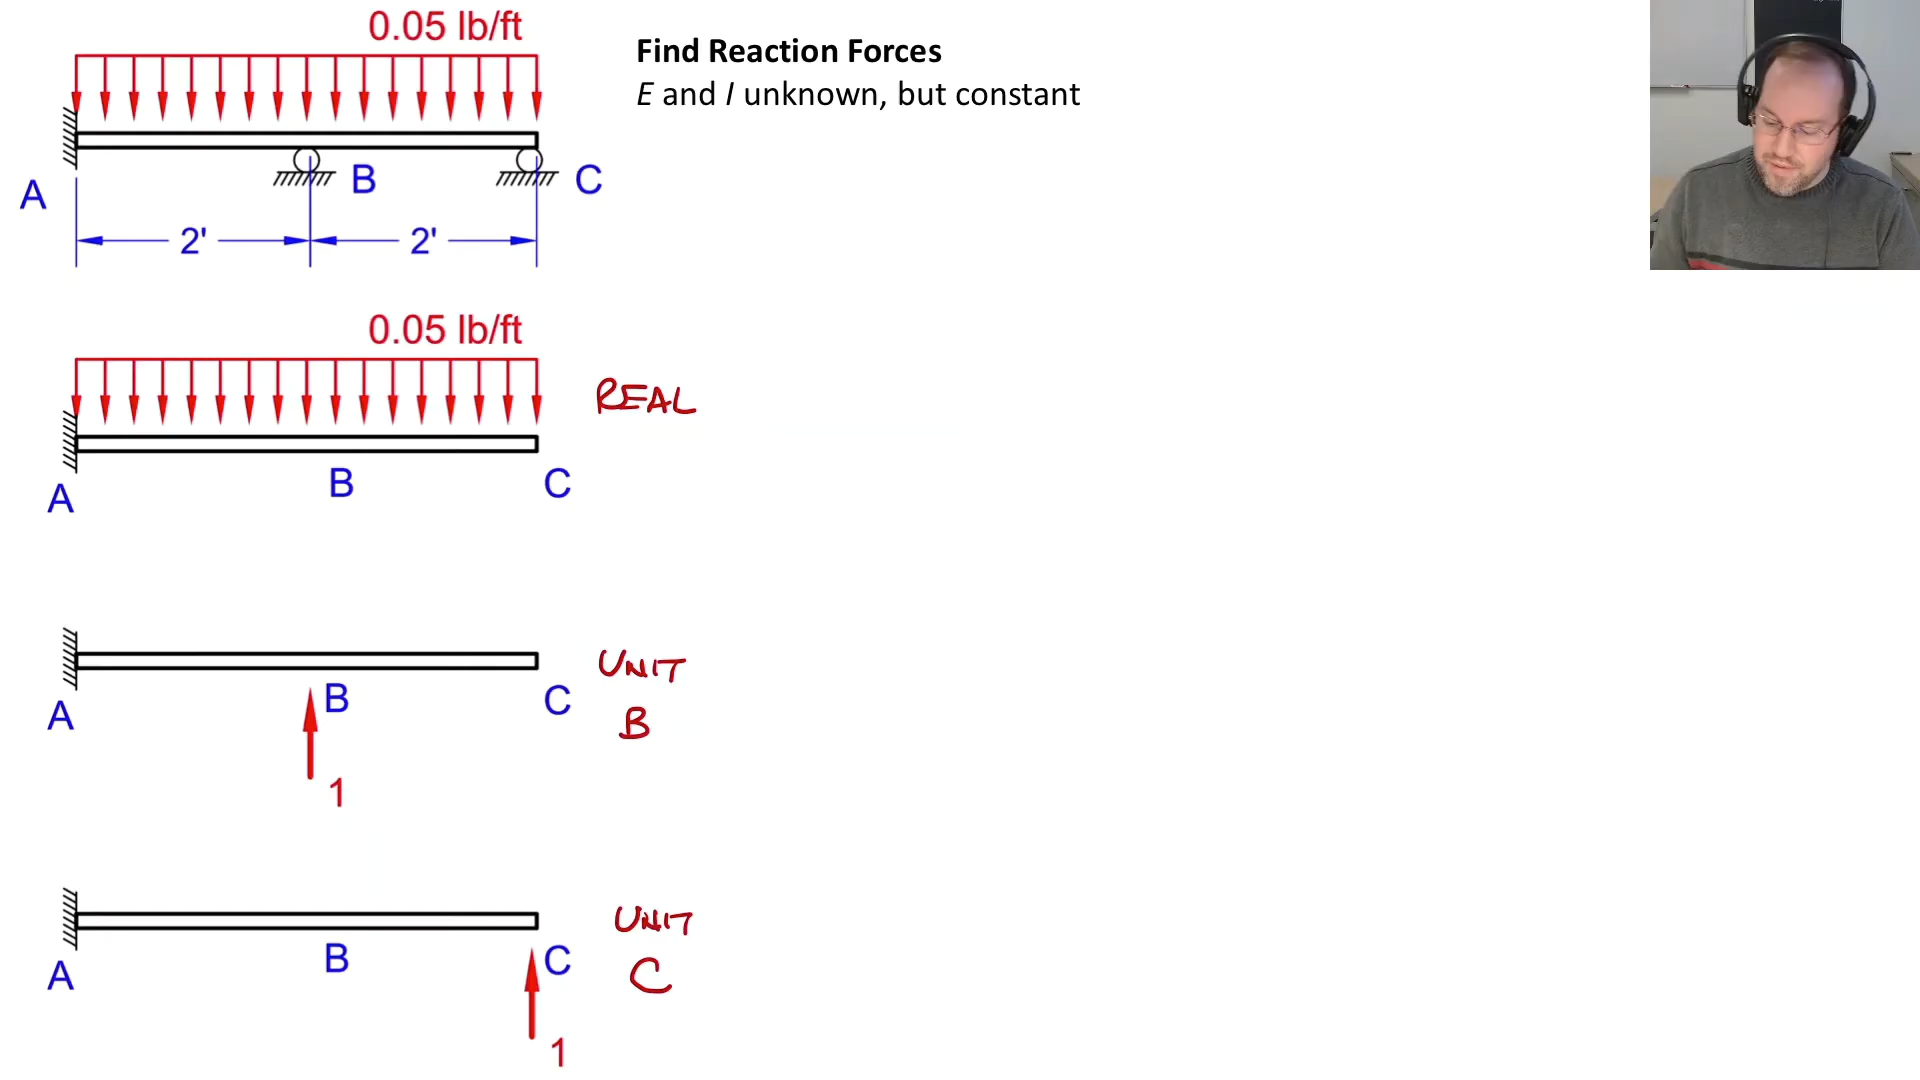 0.05 lb/ft
Find Reaction Forces
E and I unknown, but constant
A
B
C
2'
2'
0.05 lb/ft
REAL
A
B
C
UNIT
B
A
B
C
1
UNIT
C
A
B
C
1